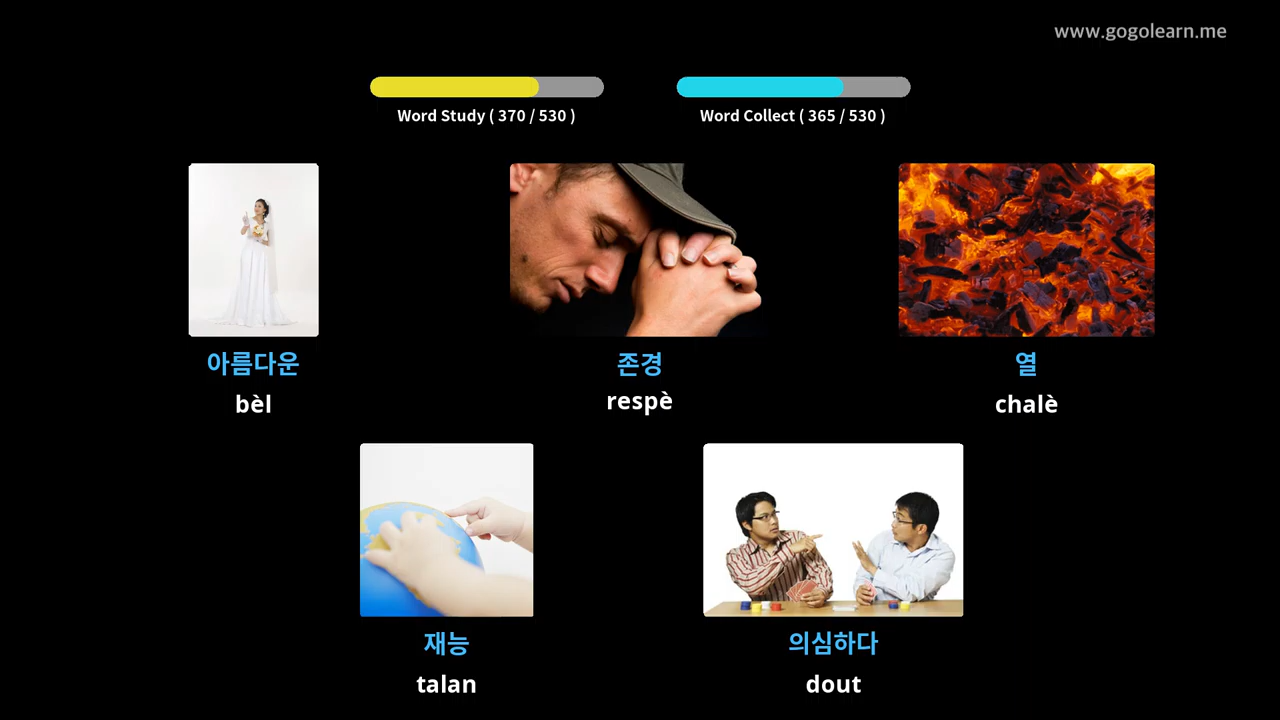 www.gogolearn.me
Word Study ( 370 / 530 )
Word Collect ( 365 / 530 )
아름다운
bèl
존경
respè
열
chalè
재능
talan
의심하다
dout